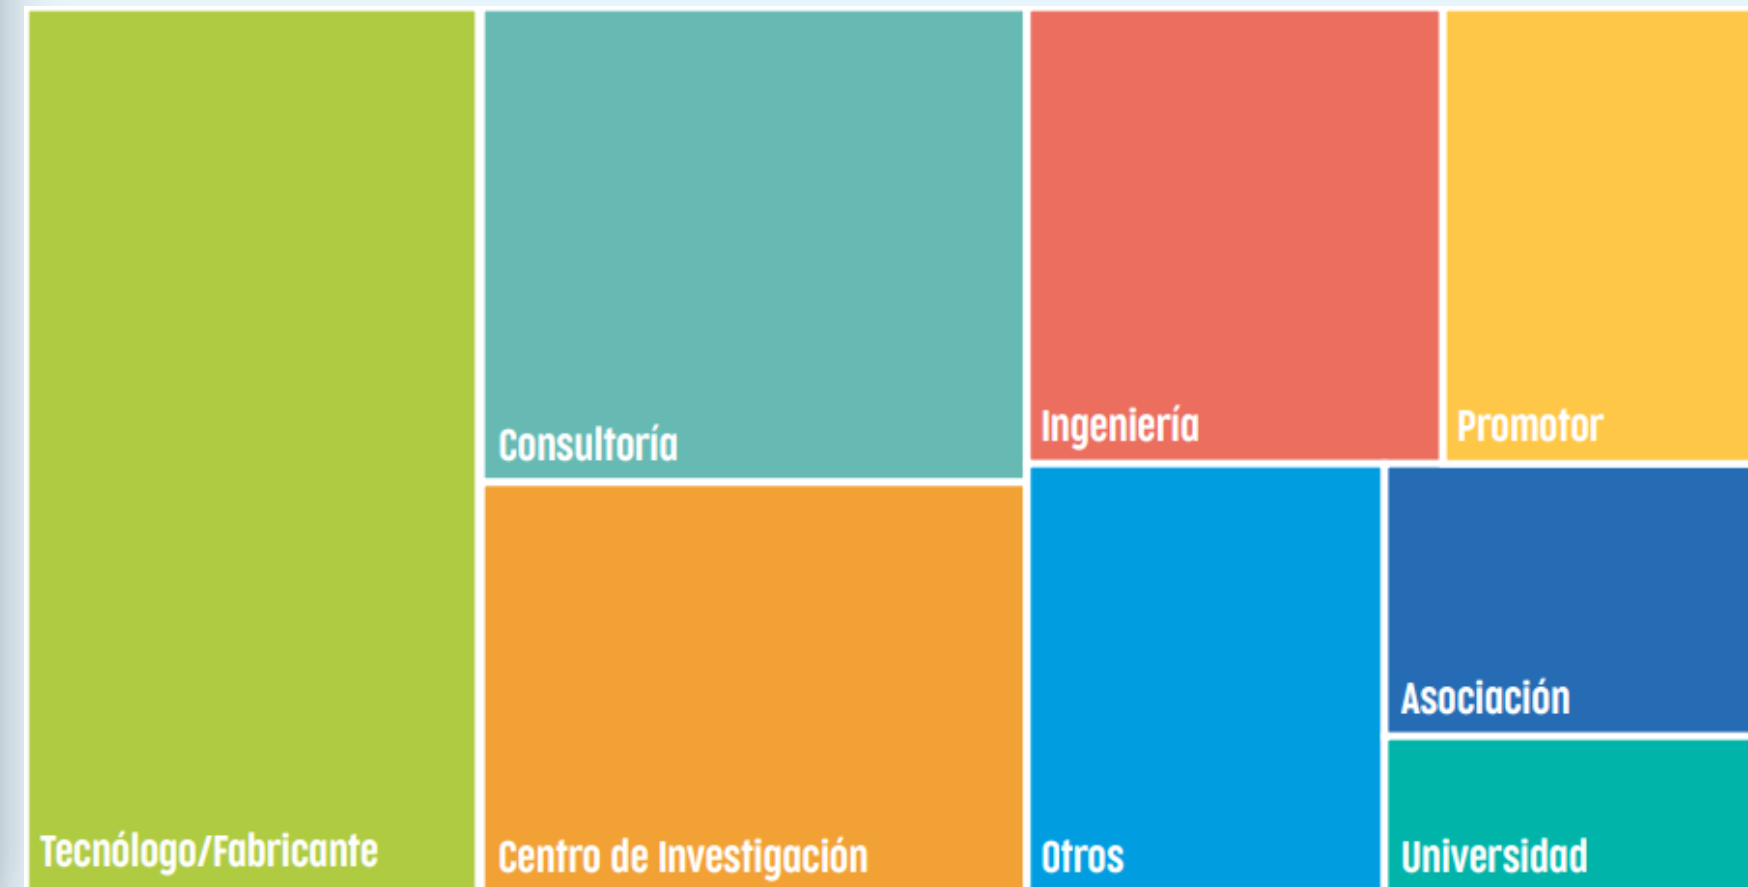 Tecnólogo/Fabricante
Consultoría
Centro de Investigación
Ingeniería
Promotor
Otros
Asociación
Universidad